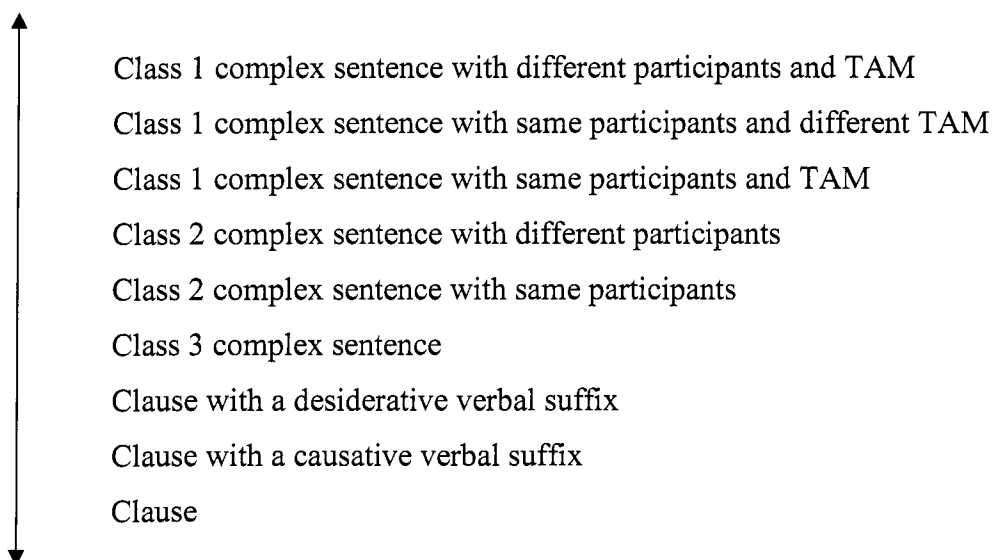 Class 1 complex sentence with different participants and TAM
Class 1 complex sentence with same participants and different TAM
Class 1 complex sentence with same participants and TAM
Class 2 complex sentence with different participants
Class 2 complex sentence with same participants
Class 3 complex sentence
Clause with a desiderative verbal suffix
Clause with a causative verbal suffix
Clause